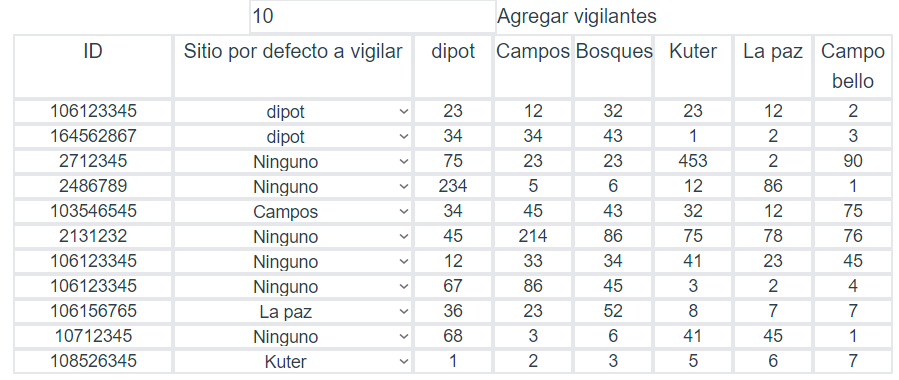 10 Agregar vigilantes
ID Sitio por defecto a vigilar dipot Campos Bosques Kuter La paz Campo
bello
106123345 dipot 23 12 32 23 12 2
164562867 dipot 34 34 43 1 2 3
2712345 Ninguno 75 23 23 453 2 90
2486789 Ninguno 234 5 6 12 86 1
103546545 Campos 34 45 43 32 12 75
2131232 Ninguno 45 214 86 75 78 76
106123345 Ninguno 12 33 34 41 23 45
106123345 Ninguno 67 86 45 3 2 4
106156765 La paz 36 23 52 8 7 7
10712345 Ninguno 68 3 6 41 45 1
108526345 Kuter 1 2 3 5 6 7